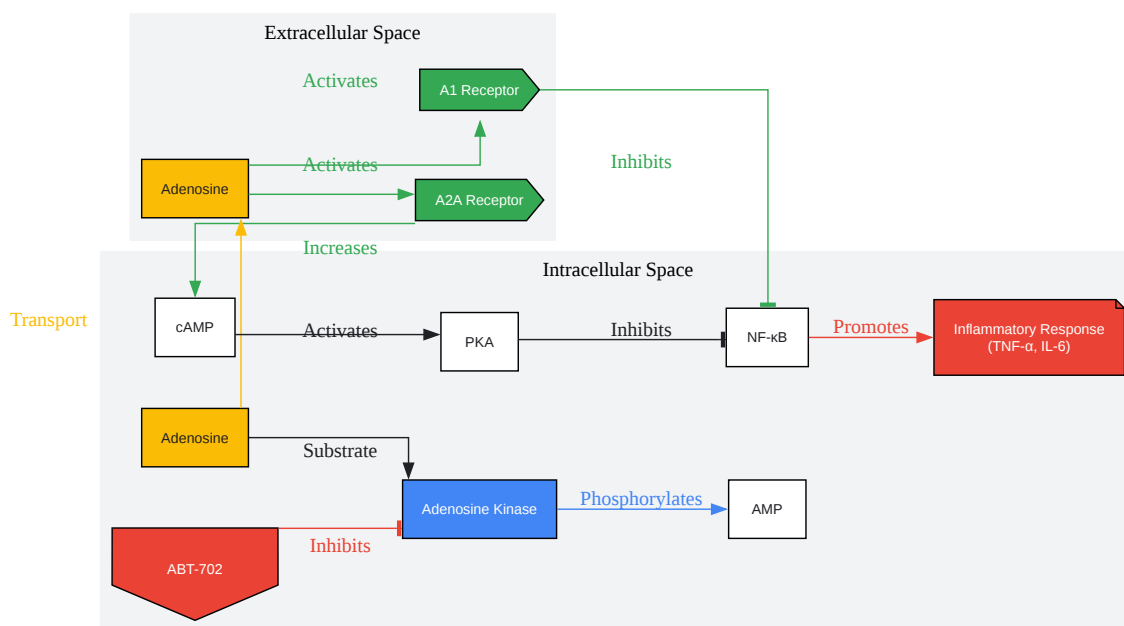 Extracellular Space
Activates
A1 Receptor
Activates
Inhibits
Adenosine
A2A Receptor
Increases
Intracellular Space
Transport
cAMP
Activates
PKA
Inhibits
NF-κB
Promotes
Inflammatory Response
(TNF-α, IL-6)
Adenosine
Substrate
Adenosine Kinase
Phosphorylates
AMP
Inhibits
ABT-702